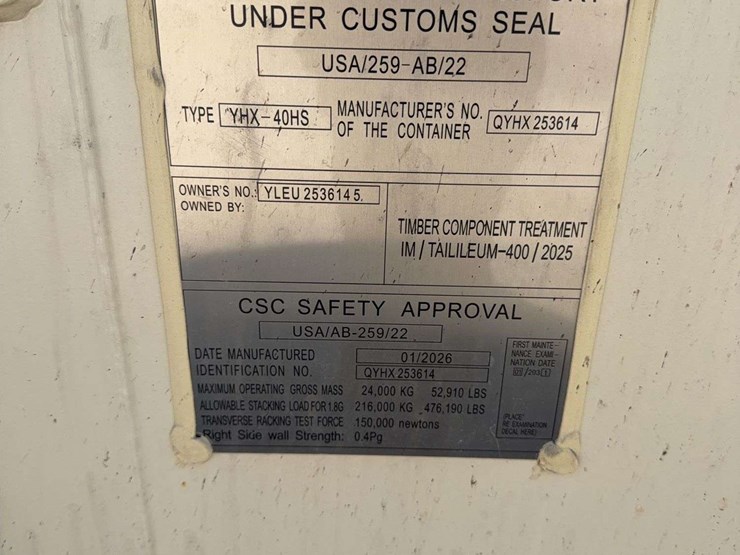 UNDER CUSTOMS SEAL
USA/259-AB/22
TYPE YHX-40HS MANUFACTURER'S NO. OF THE CONTAINER QYHX 253614
OWNER'S NO.: YLEU 253614 5
OWNED BY:
TIMBER COMPONENT TREATMENT
IM / TAILILEUM-400 / 2025
CSC SAFETY APPROVAL
USA/AB-259/22
DATE MANUFACTURED 01/2026
IDENTIFICATION NO. QYHX 253614
MAXIMUM OPERATING GROSS MASS 24,000 KG 52,910 LBS
ALLOWABLE STACKING LOAD FOR 1.8G 216,000 KG 476,190 LBS
TRANSVERSE RACKING TEST FORCE 150,000 newtons
Right Side wall Strength: 0.4Pg
FIRST MAINTE-
NANCE EXAMI-
NATION DATE
(PLACE
RE EXAMINATION
DECAL HERE)